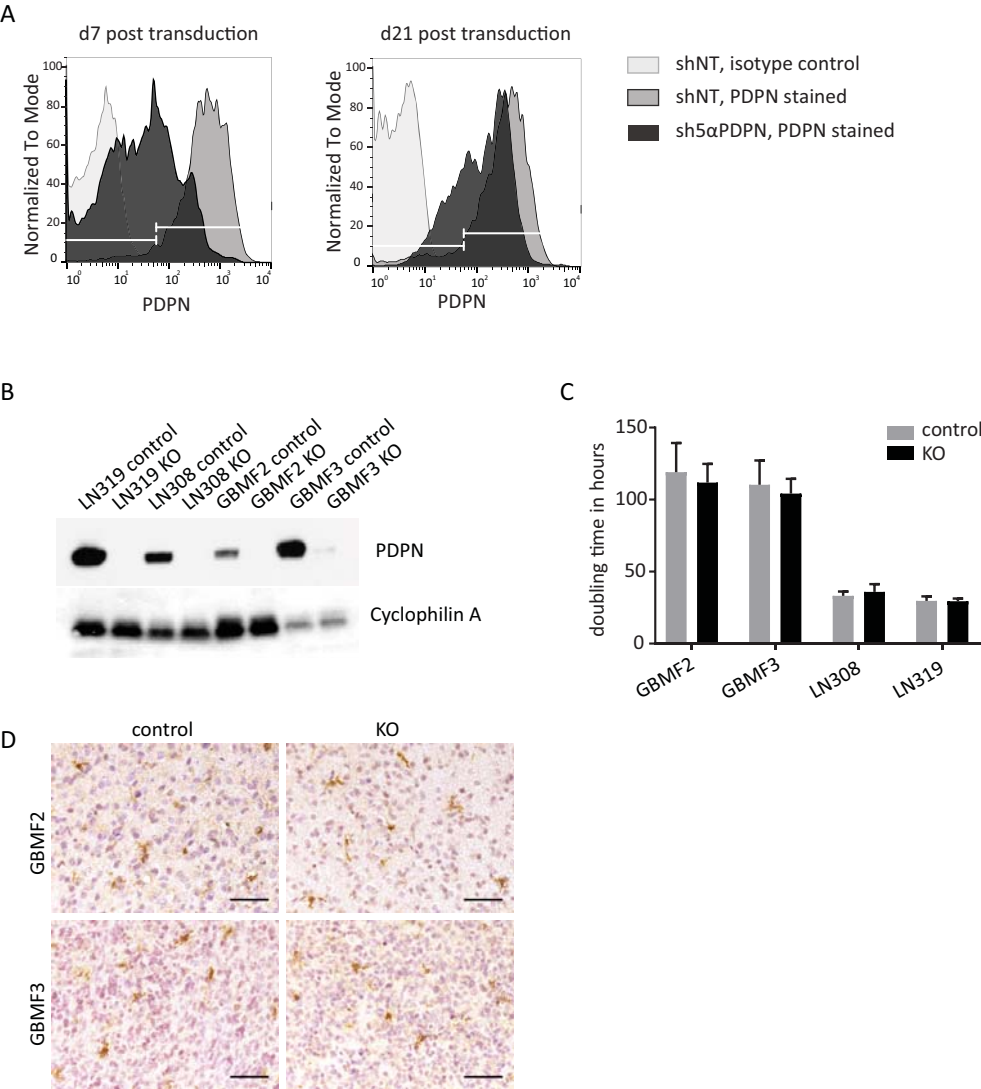 A
d7 post transduction
d21 post transduction
shNT, isotype control
shNT, PDPN stained
sh5αPDPN, PDPN stained
Normalized To Mode
100
80
60
40
20
0
10⁰ 10¹ 10² 10³ 10⁴
PDPN
Normalized To Mode
100
80
60
40
20
0
10⁰ 10¹ 10² 10³ 10⁴
PDPN
B
LN319 control
LN319 KO
LN308 control
LN308 KO
GBMF2 control
GBMF2 KO
GBMF3 control
GBMF3 KO
PDPN
Cyclophilin A
C
doubling time in hours
150
100
50
0
control
KO
GBMF2
GBMF3
LN308
LN319
D
control
KO
GBMF2
GBMF3